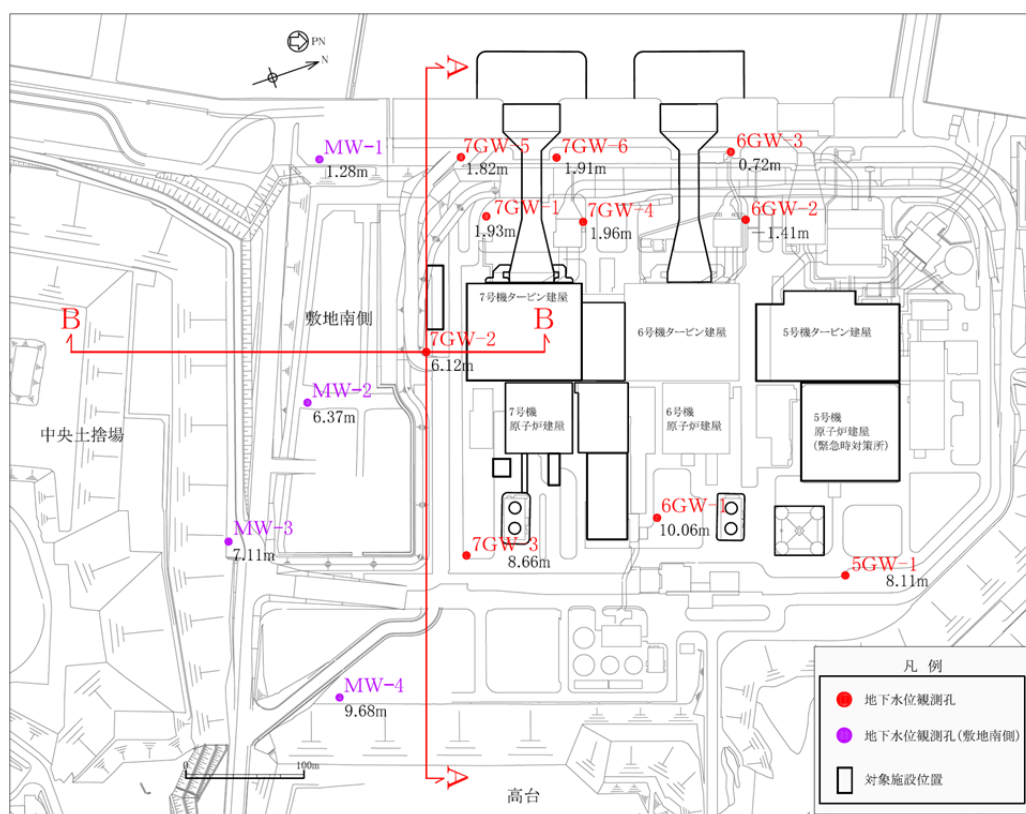 PN
N
A
MW-1
1.28m
7GW-5
1.82m
7GW-6
1.91m
6GW-3
0.72m
7GW-1
1.93m
7GW-4
1.96m
6GW-2
-1.41m
7号機タービン建屋
6号機タービン建屋
5号機タービン建屋
敷地南側
B
B
7GW-2
6.12m
MW-2
6.37m
中央土捨場
7号機
原子炉建屋
6号機
原子炉建屋
5号機
原子炉建屋
(緊急時対策所)
MW-3
7.11m
7GW-3
8.66m
6GW-1
10.06m
5GW-1
8.11m
MW-4
9.68m
0
100m
A
高台
凡 例
地下水位観測孔
地下水位観測孔(敷地南側)
対象施設位置